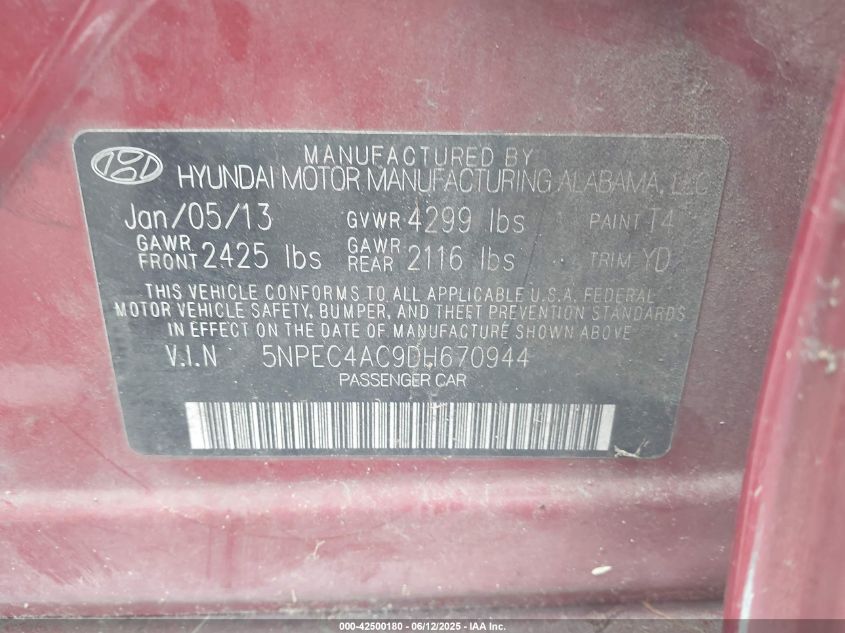 MANUFACTURED BY
HYUNDAI MOTOR MANUFACTURING ALABAMA, LLC
Jan/05/13 GVWR 4299 lbs PAINT T4
GAWR FRONT 2425 lbs GAWR REAR 2116 lbs TRIM YD
THIS VEHICLE CONFORMS TO ALL APPLICABLE U.S.A. FEDERAL
MOTOR VEHICLE SAFETY, BUMPER, AND THEFT PREVENTION STANDARDS
IN EFFECT ON THE DATE OF MANUFACTURE SHOWN ABOVE
V.I.N 5NPEC4AC9DH670944
PASSENGER CAR
000-42500180 - 06/12/2025 - IAA Inc.